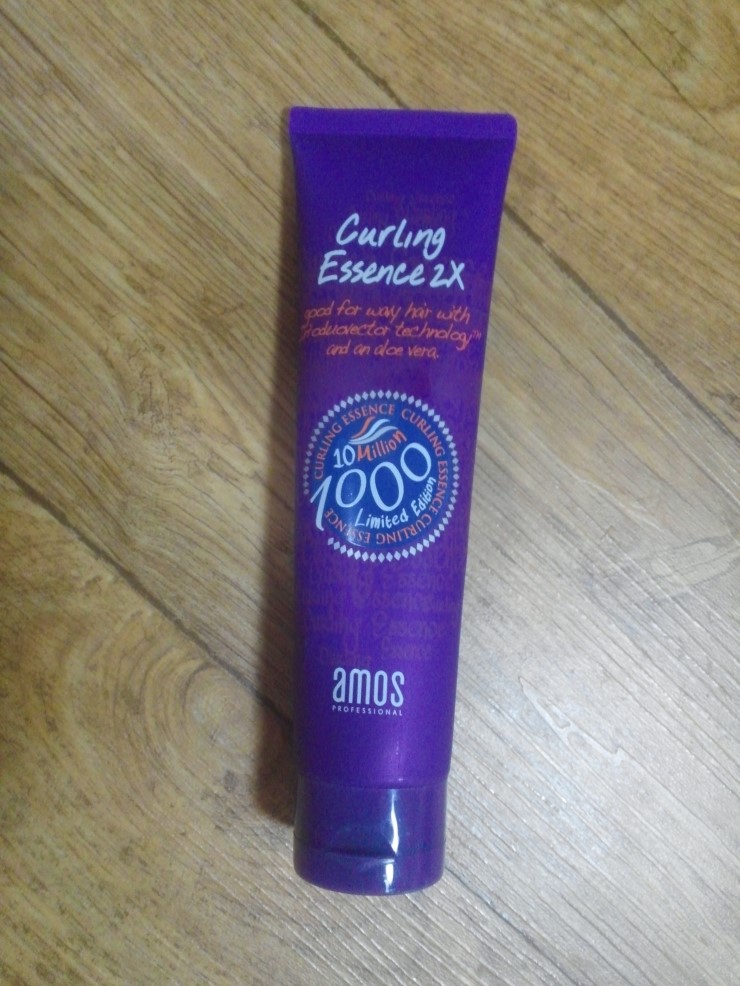 Curling
Essence 2X
good for wavy hair with
technology™
and an aloe vera
CURLING ESSENCE CURLING ESSENCE CURLING ESSENCE
10 Million
1000
Limited Edition
amos
PROFESSIONAL